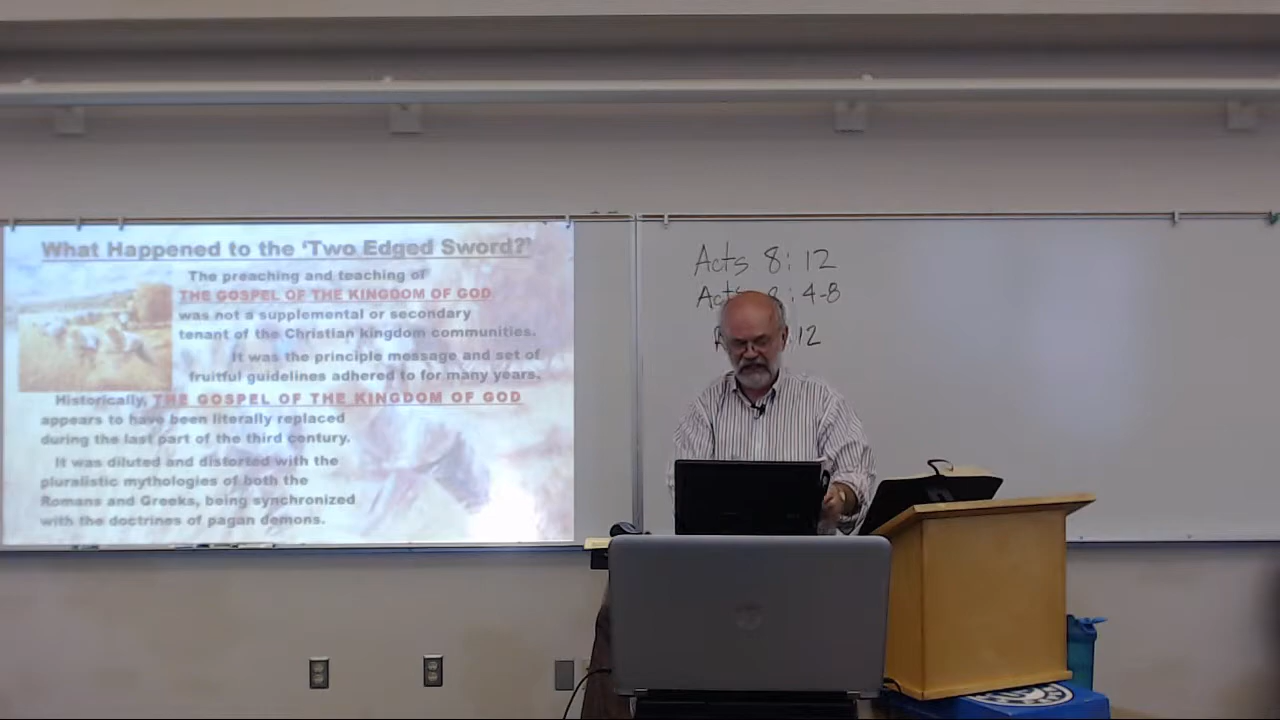 What Happened to the 'Two Edged Sword?'
The preaching and teaching of
THE GOSPEL OF THE KINGDOM OF GOD
was not a supplemental or secondary
tenant of the Christian kingdom communities.
It was the principle message and set of
fruitful guidelines adhered to for many years.
Historically, THE GOSPEL OF THE KINGDOM OF GOD
appears to have been literally replaced
during the last part of the third century.
It was diluted and distorted with the
pluralistic mythologies of both the
Romans and Greeks, being synchronized
with the doctrines of pagan demons.
Acts 8:12
Acts 8:4-8
12